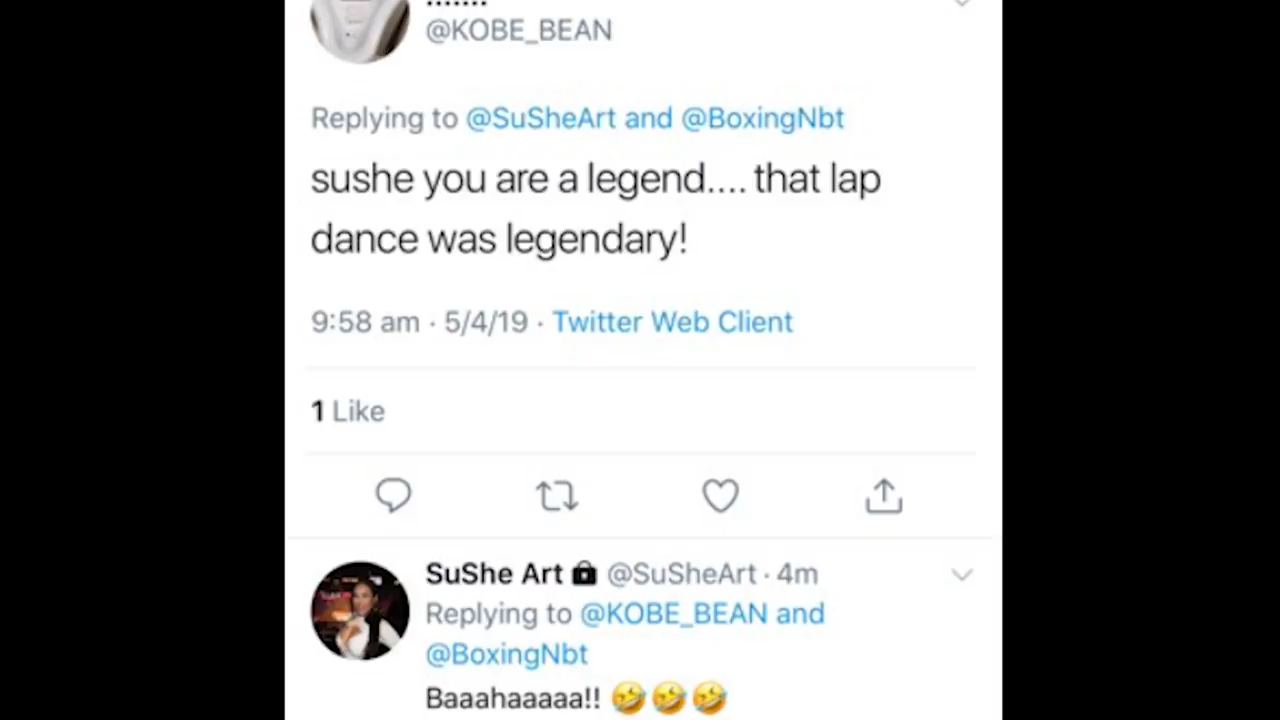 @KOBE_BEAN
Replying to @SuSheArt and @BoxingNbt
sushe you are a legend.... that lap
dance was legendary!
9:58 am · 5/4/19 · Twitter Web Client
1 Like
SuShe Art @SuSheArt · 4m
Replying to @KOBE_BEAN and
@BoxingNbt
Baaahaaaaa!! 🤣🤣🤣